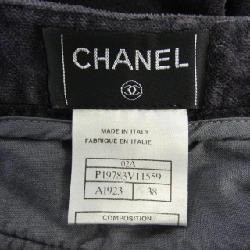 CHANEL
MADE IN ITALY
FABRIQUE EN ITALIE
02A
P19783V11559
A1923 38
COMPOSITION